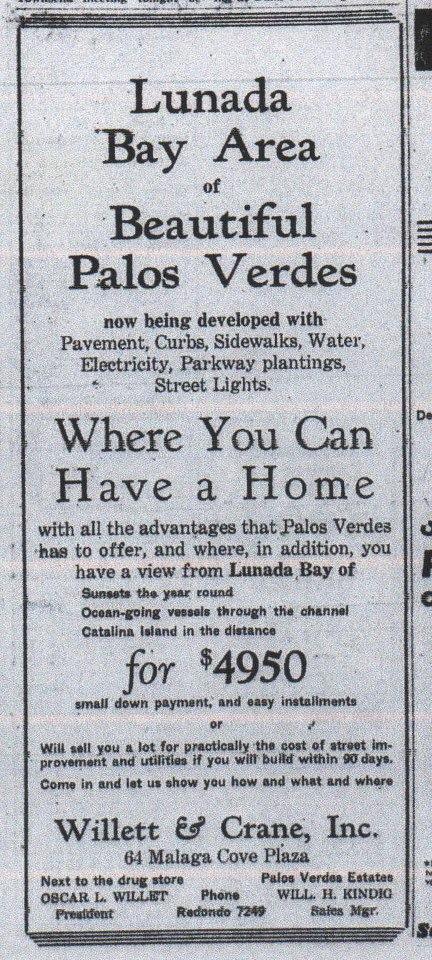 Lunada
Bay Area
of
Beautiful
Palos Verdes
now being developed with
Pavement, Curbs, Sidewalks, Water,
Electricity, Parkway plantings,
Street Lights.
Where You Can
Have a Home
with all the advantages that Palos Verdes
has to offer, and where, in addition, you
have a view from Lunada Bay of
Sunsets the year round
Ocean-going vessels through the channel
Catalina Island in the distance
for $4950
small down payment, and easy installments
or
Will sell you a lot for practically the cost of street im-
provement and utilities if you will build within 90 days.
Come in and let us show you how and what and where
Willett & Crane, Inc.
64 Malaga Cove Plaza
Next to the drug store Palos Verdes Estates
OSCAR L. WILLET Phone WILL. H. KINDIG
President Redondo 7249 Sales Mgr.